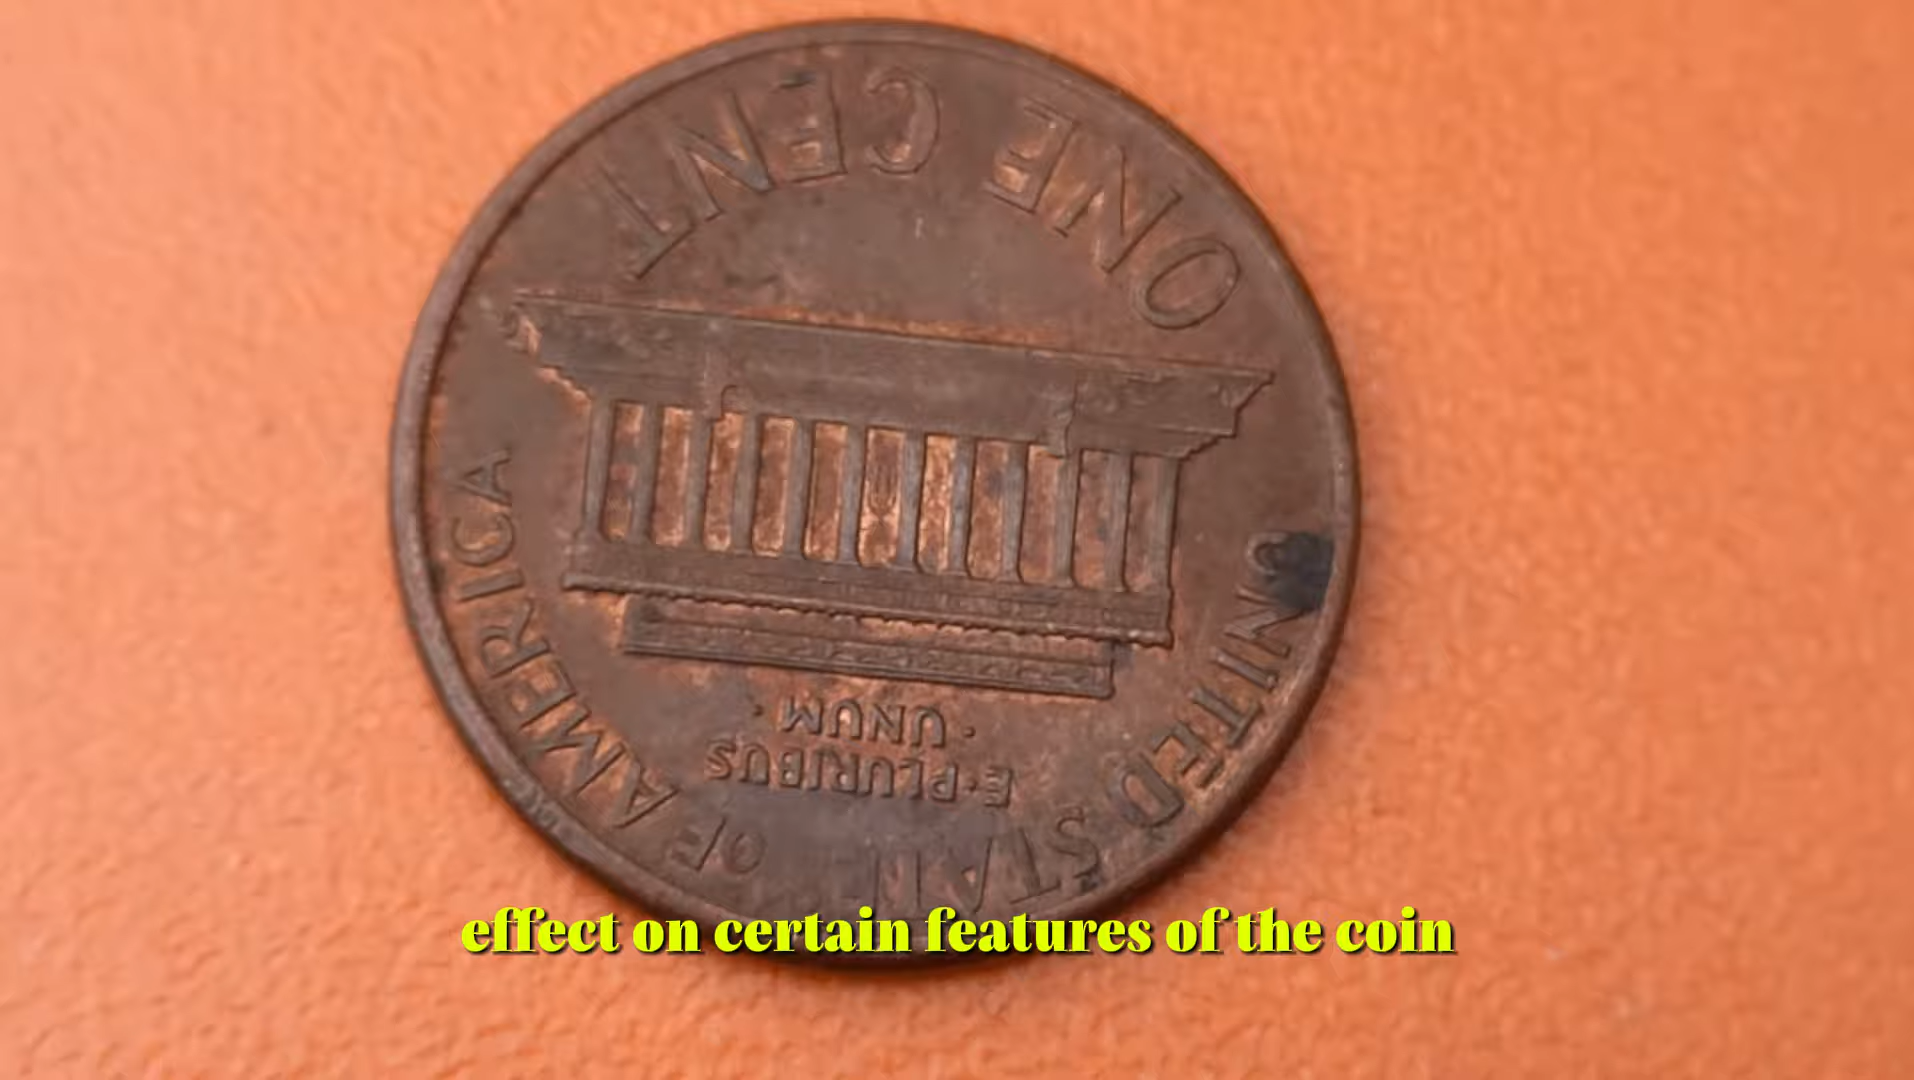 ONE CENT
UNITED STATES OF AMERICA
E·PLURIBUS
·UNUM·
effect on certain features of the coin